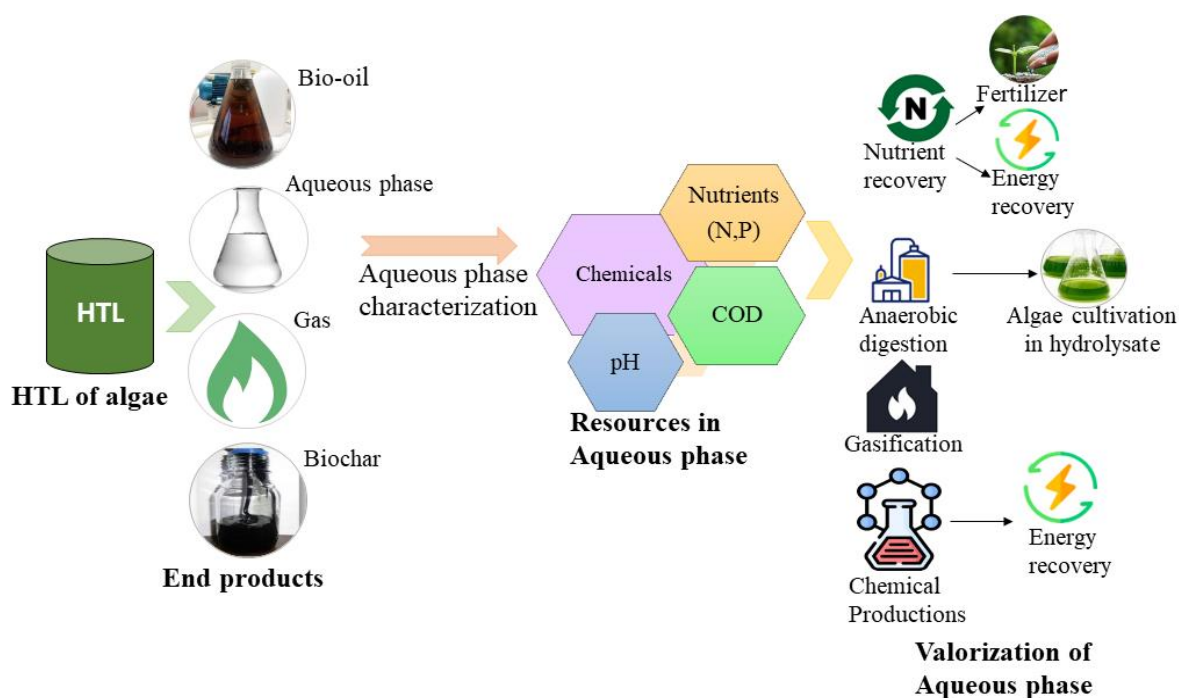 HTL
HTL of algae
Bio-oil
Aqueous phase
Gas
Biochar
End products
Aqueous phase
characterization
Nutrients
(N,P)
Chemicals
COD
pH
Resources in
Aqueous phase
N
Nutrient
recovery
Fertilizer
Energy
recovery
Anaerobic
digestion
Algae cultivation
in hydrolysate
Gasification
Chemical
Productions
Energy
recovery
Valorization of
Aqueous phase